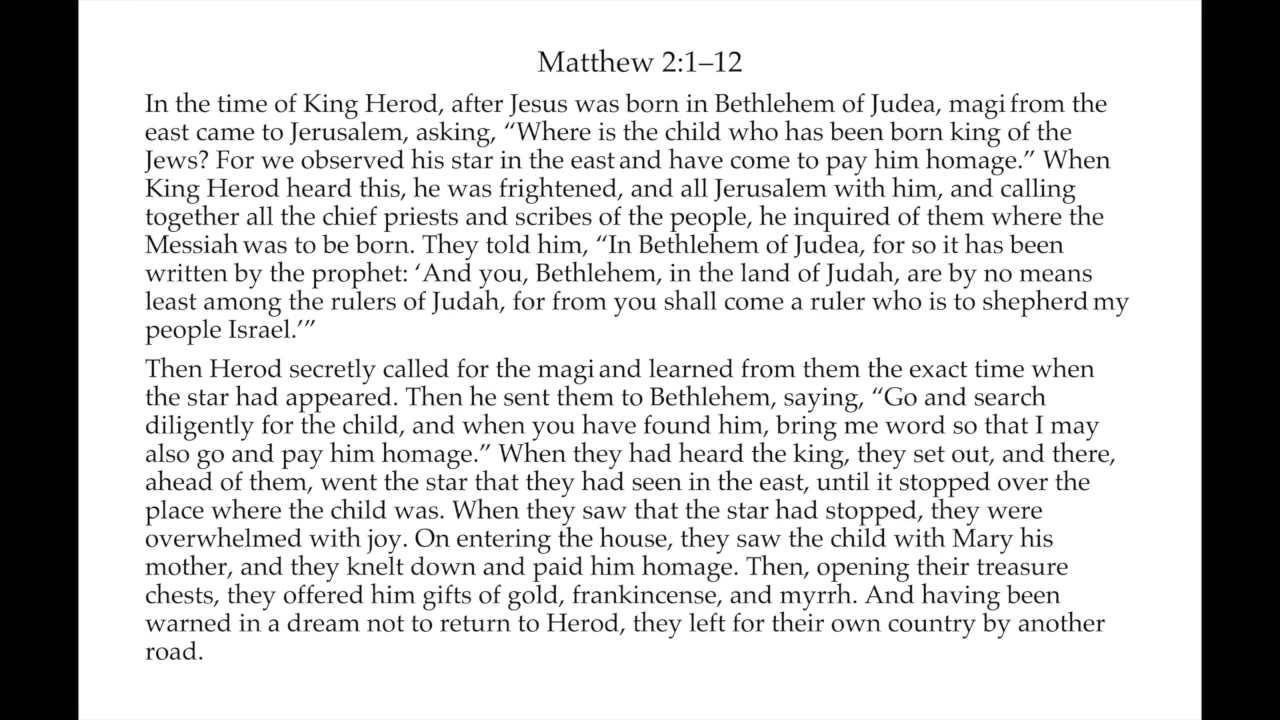 Matthew 2:1–12
In the time of King Herod, after Jesus was born in Bethlehem of Judea, magi from the
east came to Jerusalem, asking, “Where is the child who has been born king of the
Jews? For we observed his star in the east and have come to pay him homage.” When
King Herod heard this, he was frightened, and all Jerusalem with him, and calling
together all the chief priests and scribes of the people, he inquired of them where the
Messiah was to be born. They told him, “In Bethlehem of Judea, for so it has been
written by the prophet: ‘And you, Bethlehem, in the land of Judah, are by no means
least among the rulers of Judah, for from you shall come a ruler who is to shepherd my
people Israel.’”
Then Herod secretly called for the magi and learned from them the exact time when
the star had appeared. Then he sent them to Bethlehem, saying, “Go and search
diligently for the child, and when you have found him, bring me word so that I may
also go and pay him homage.” When they had heard the king, they set out, and there,
ahead of them, went the star that they had seen in the east, until it stopped over the
place where the child was. When they saw that the star had stopped, they were
overwhelmed with joy. On entering the house, they saw the child with Mary his
mother, and they knelt down and paid him homage. Then, opening their treasure
chests, they offered him gifts of gold, frankincense, and myrrh. And having been
warned in a dream not to return to Herod, they left for their own country by another
road.